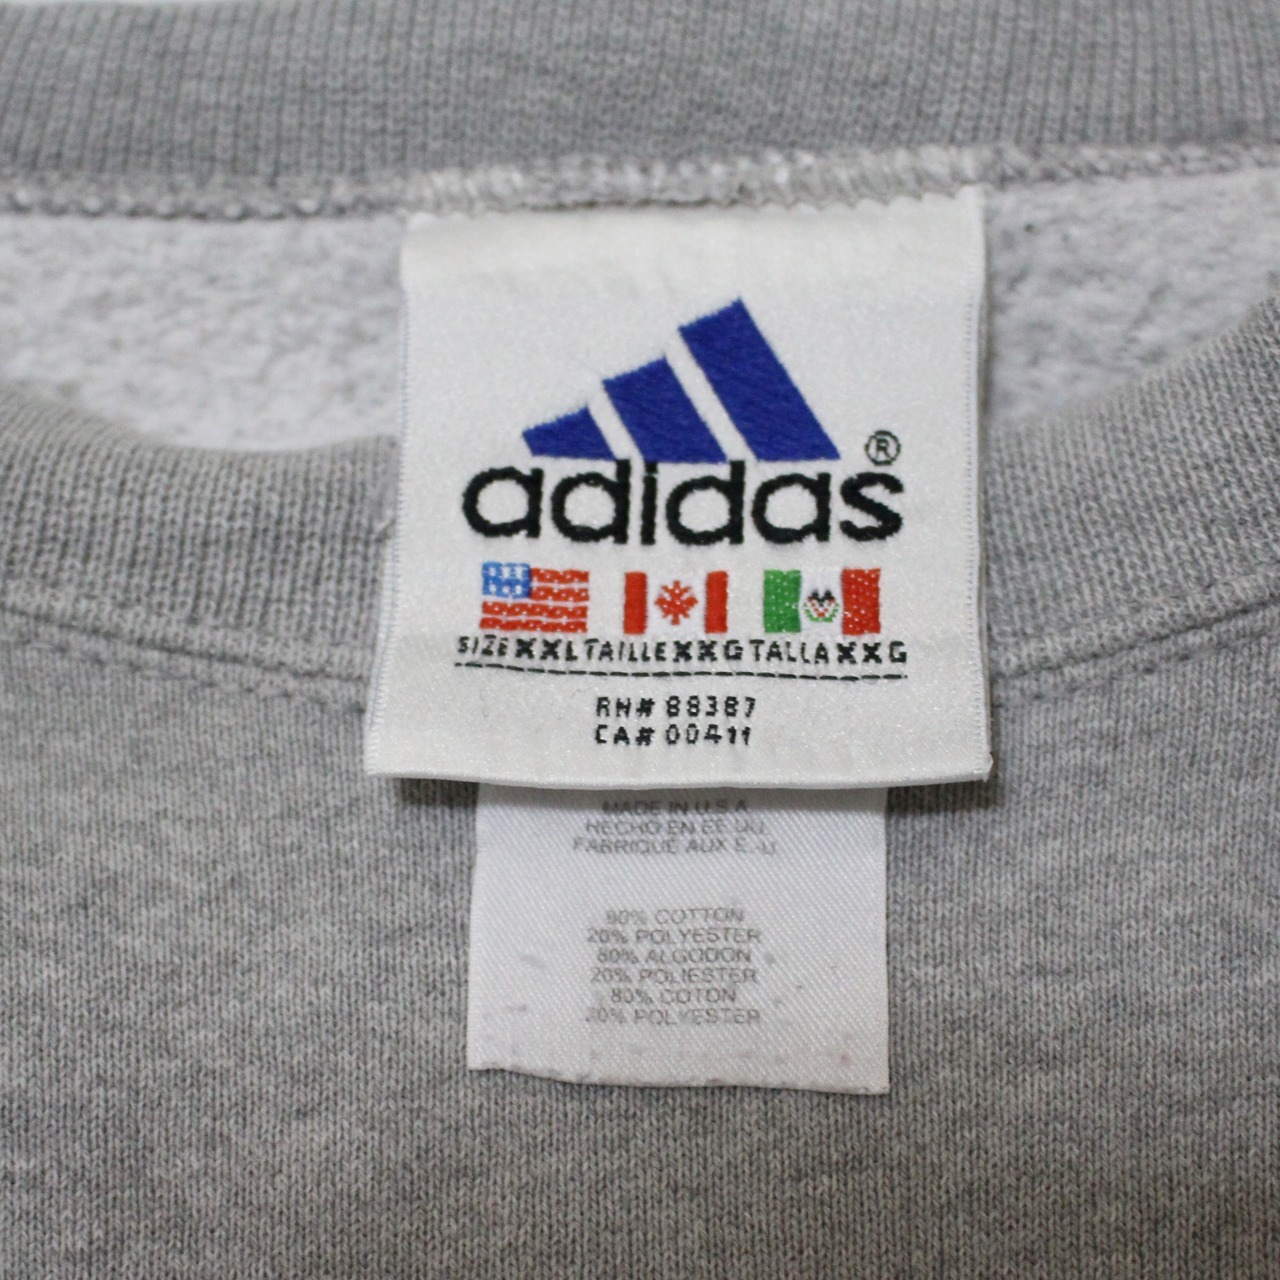 adidas®
SIZE XXL TAILLE XXG TALLA XXG
RN# 88387
CA# 00411
MADE IN U.S.A
HECHO EN EE.UU.
FABRIQUE AUX E.-U.
80% COTTON
20% POLYESTER
80% ALGODON
20% POLIESTER
80% COTON
20% POLYESTER